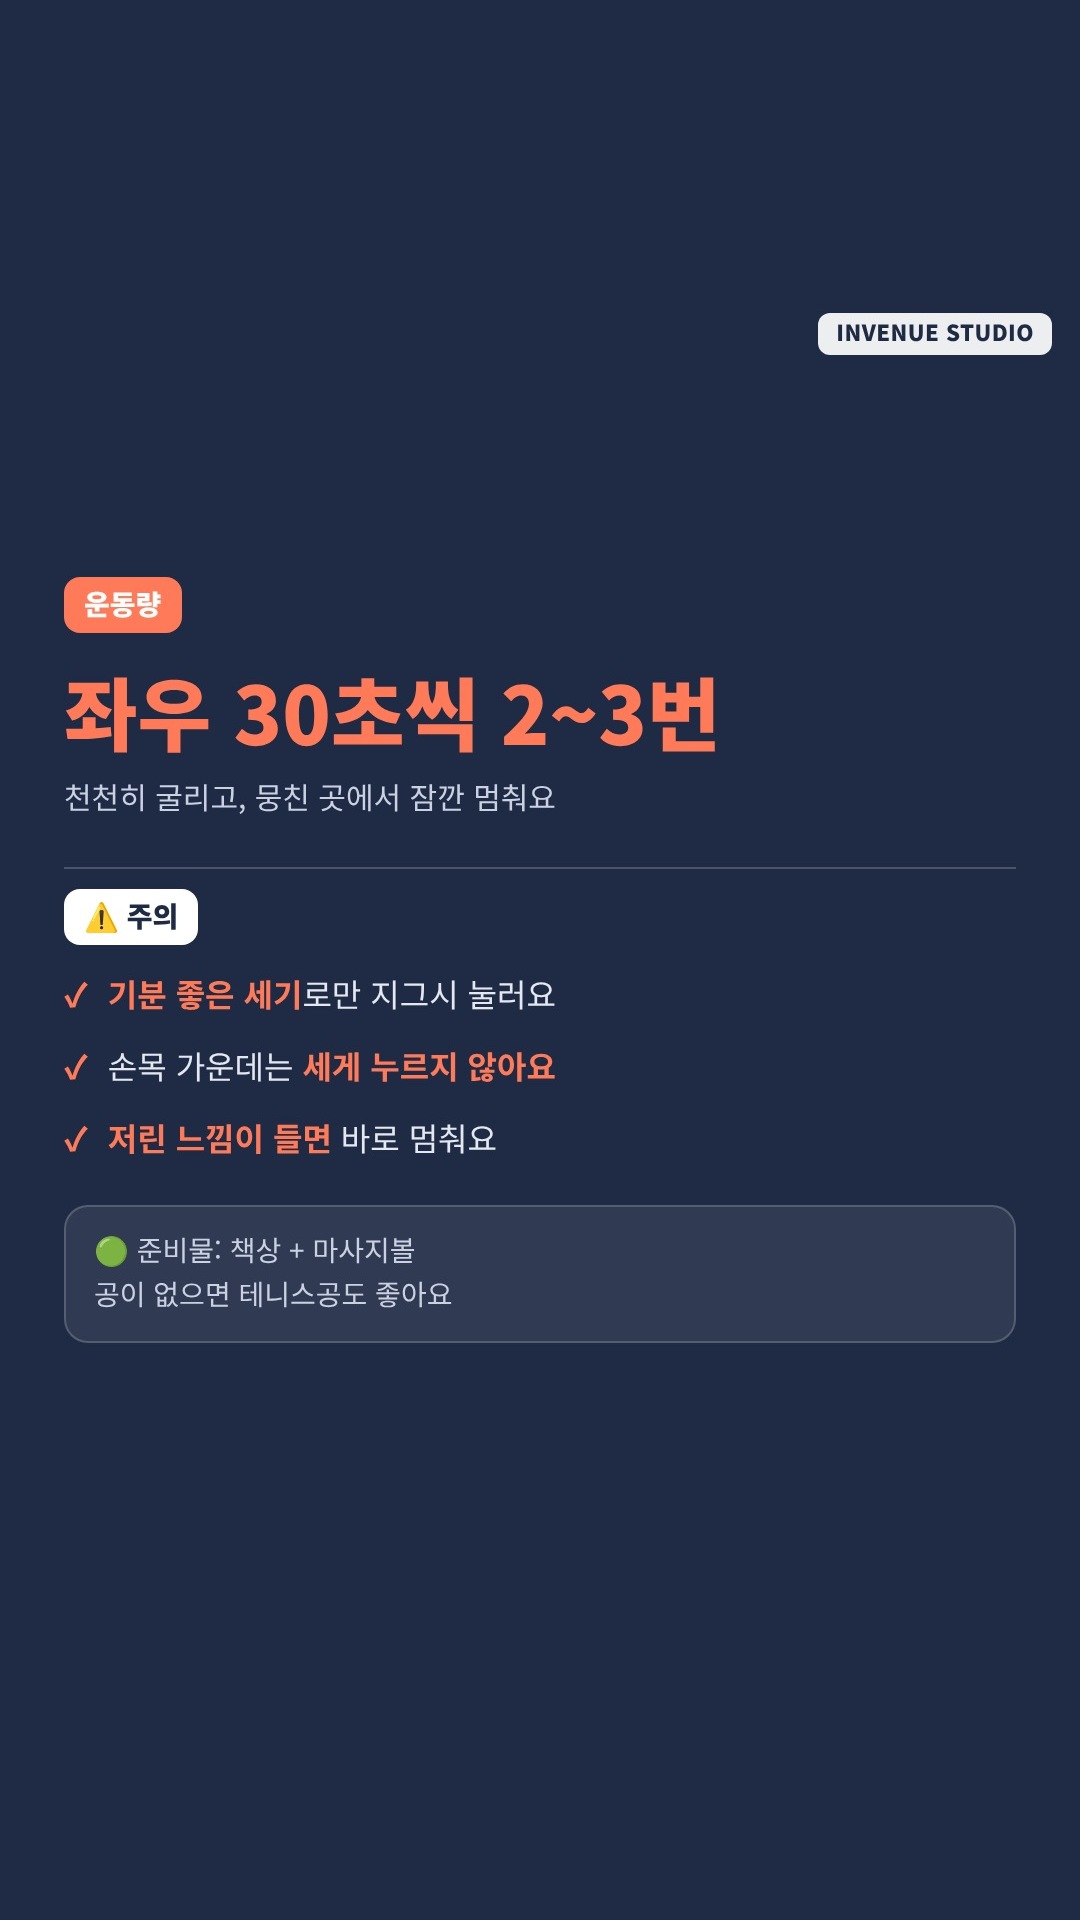 INVENUE STUDIO
운동량
좌우 30초씩 2~3번
천천히 굴리고, 뭉친 곳에서 잠깐 멈춰요
⚠️ 주의
✓ 기분 좋은 세기로만 지그시 눌러요
✓ 손목 가운데는 세게 누르지 않아요
✓ 저린 느낌이 들면 바로 멈춰요
🟢 준비물: 책상 + 마사지볼
공이 없으면 테니스공도 좋아요